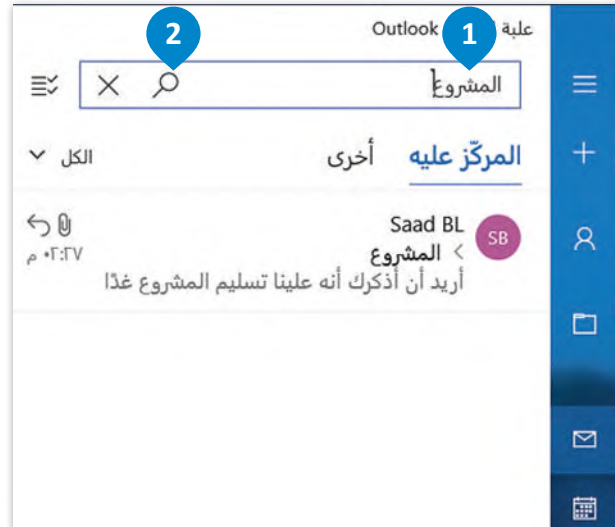 علبة Outlook
1
2
المشروع
المركّز عليه
أخرى
الكل
SB
Saad BL
المشروع
٠٢:٢٧ م
أريد أن أذكرك أنه علينا تسليم المشروع غدًا